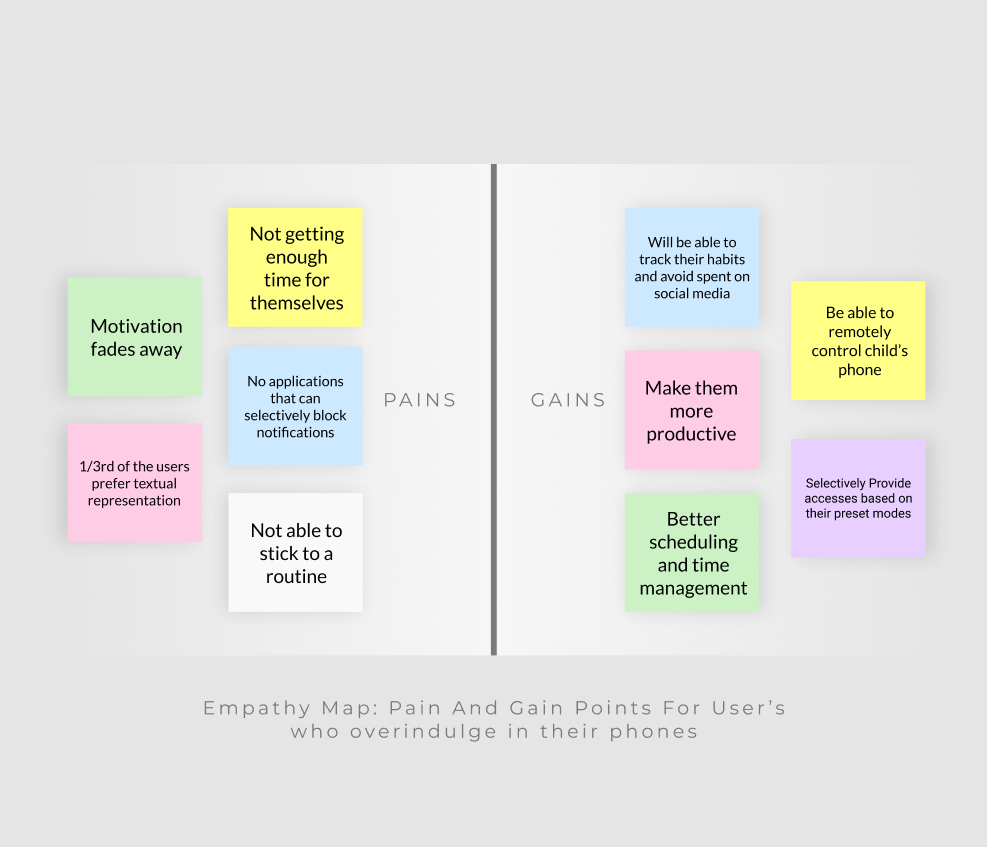 Not getting
enough
time for
themselves
Motivation
fades away
No applications
that can
selectively block
notifications
1/3rd of the users
prefer textual
representation
Not able to
stick to a
routine
PAINS
GAINS
Will be able to
track their habits
and avoid spent on
social media
Be able to
remotely
control child’s
phone
Make them
more
productive
Selectively Provide
accesses based on
their preset modes
Better
scheduling
and time
management
Empathy Map: Pain And Gain Points For User’s
who overindulge in their phones